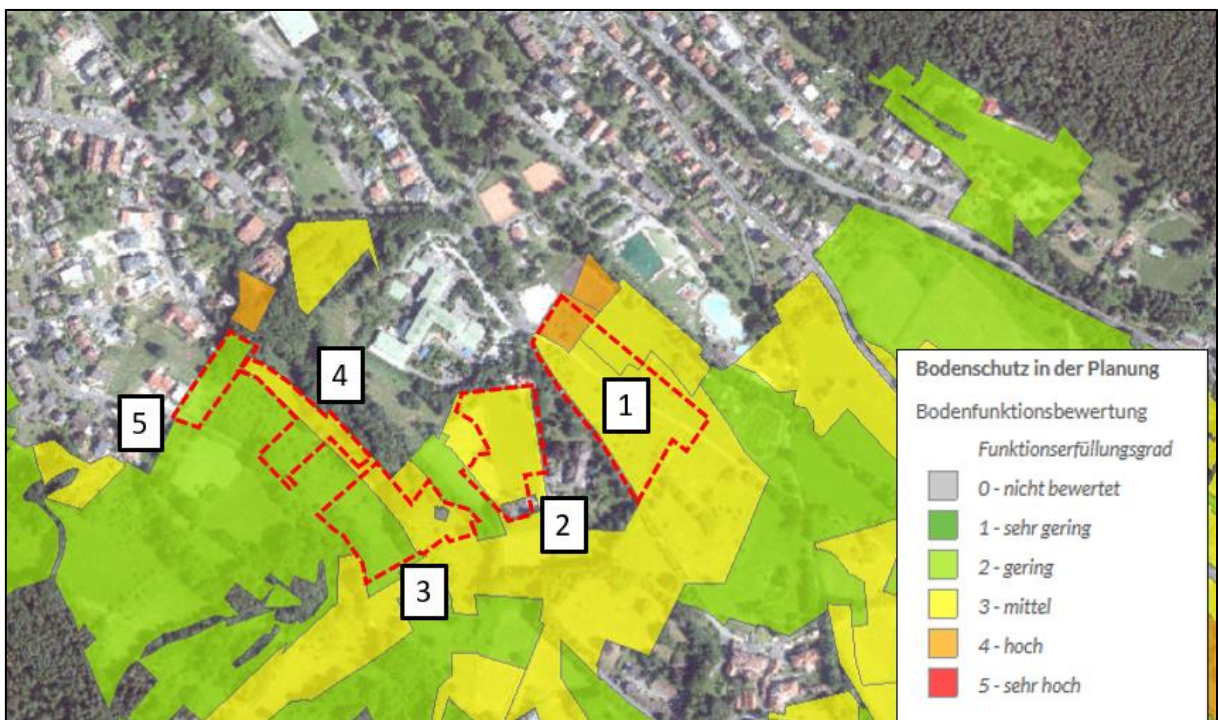 4
1
5
2
3
Bodenschutz in der Planung
Bodenfunktionsbewertung
Funktionserfüllungsgrad
0 - nicht bewertet
1 - sehr gering
2 - gering
3 - mittel
4 - hoch
5 - sehr hoch